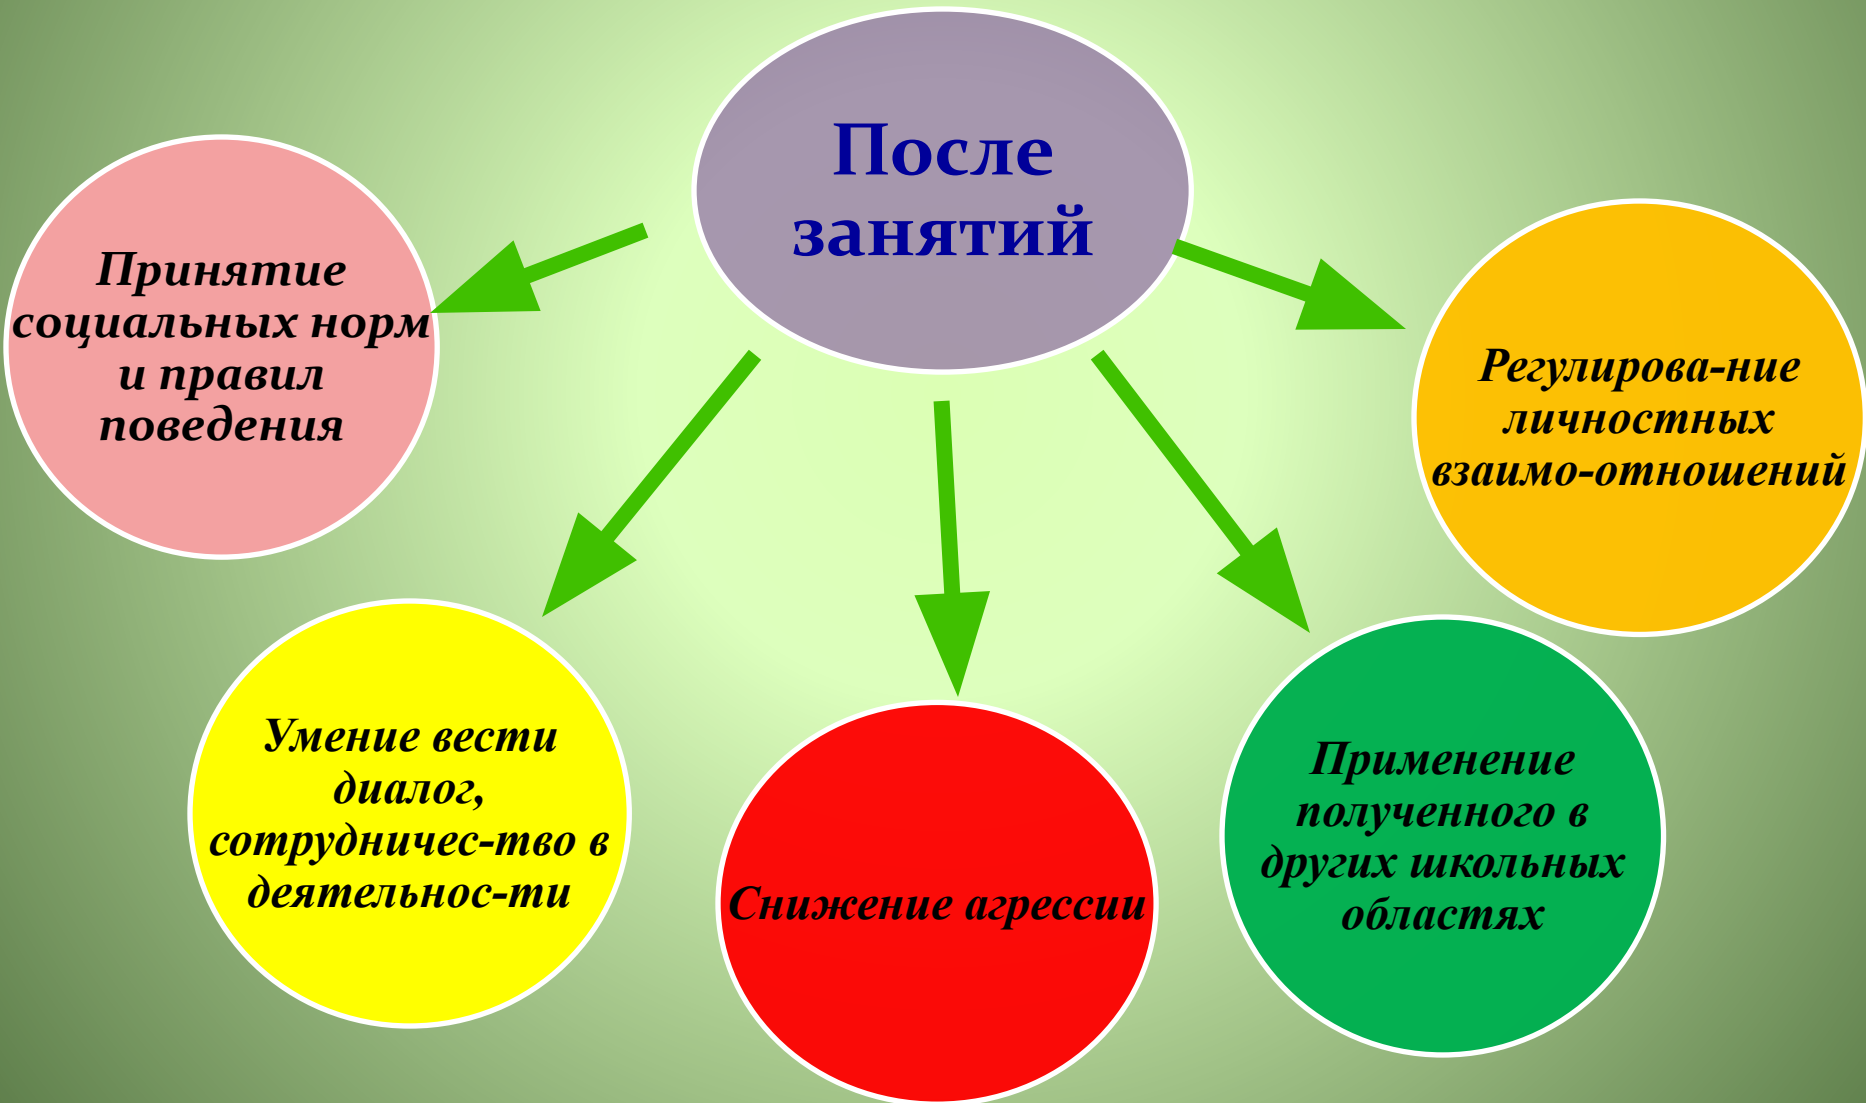 После
занятий
Принятие
социальных норм
и правил
поведения
Регулирова-ние
личностных
взаимо-отношений
Умение вести
диалог,
сотрудничес-тво в
деятельнос-ти
Снижение агрессии
Применение
полученного в
других школьных
областях